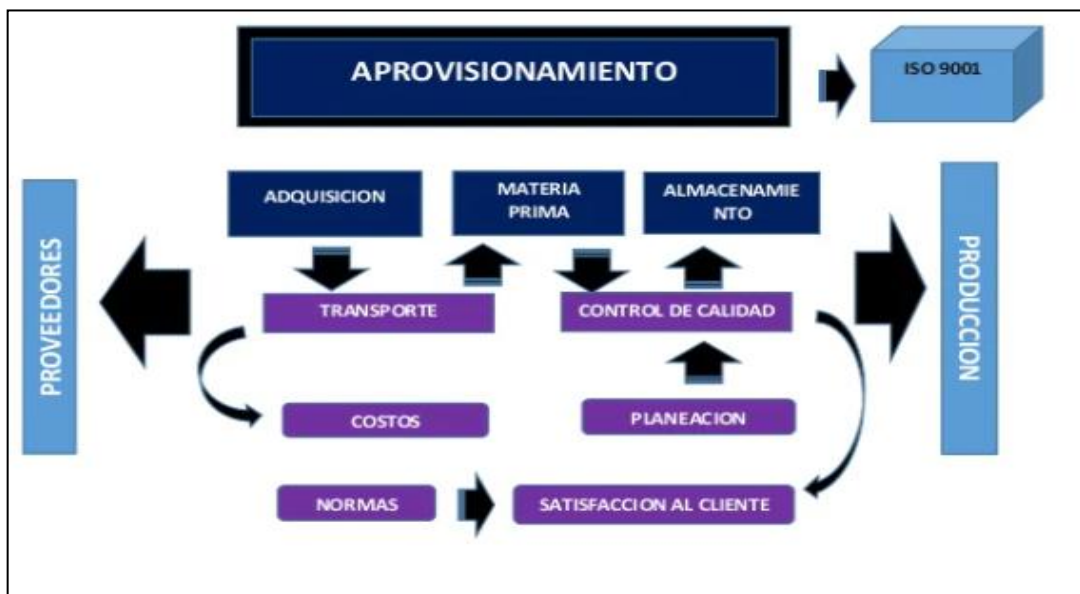 APROVISIONAMIENTO
ISO 9001
ADQUISICION
MATERIA
PRIMA
ALMACENAMIE
NTO
PROVEEDORES
PRODUCCION
TRANSPORTE
CONTROL DE CALIDAD
COSTOS
PLANEACION
NORMAS
SATISFACCION AL CLIENTE